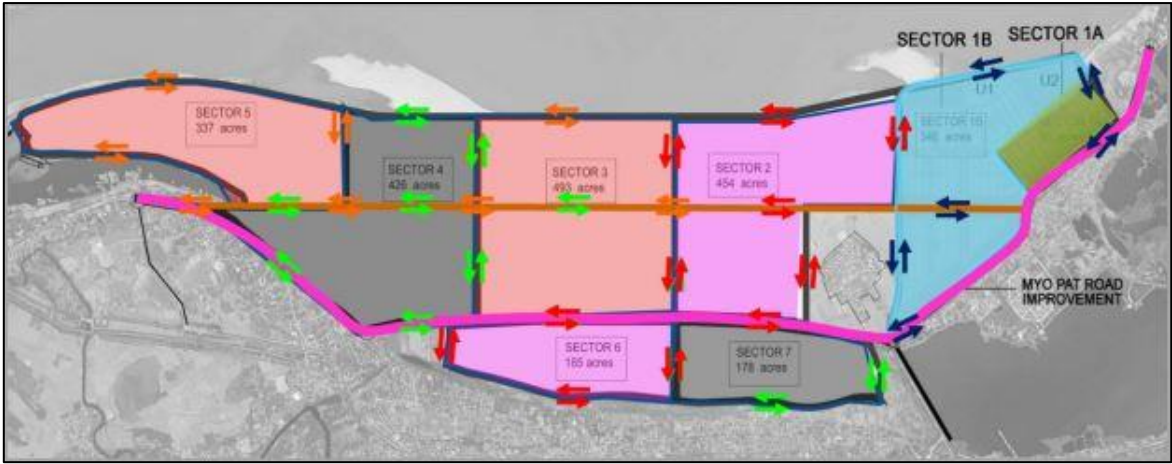 SECTOR 1B
SECTOR 1A
U1
U2
SECTOR 5
337 acres
SECTOR 1B
346 acres
SECTOR 4
426 acres
SECTOR 3
493 acres
SECTOR 2
454 acres
MYO PAT ROAD
IMPROVEMENT
SECTOR 6
165 acres
SECTOR 7
178 acres